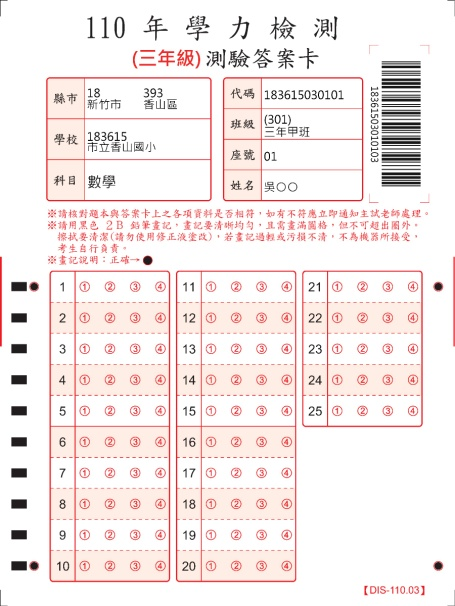 110 年 學 力 檢 測
(三年級) 測驗答案卡
縣市 18 393
新竹市 香山區
學校 183615
市立香山國小
科目 數學
代碼 183615030101
班級 (301)
三年甲班
座號 01
姓名 吳○○
18361503010103
※請核對題本與答案卡上之各項資料是否相符，如有不符應立即通知主試老師處理。
※請用黑色 2B 鉛筆畫記，畫記要清晰均勻，且需畫滿圓格，但不可超出圈外。
擦拭要清潔(請勿使用修正液塗改)，若畫記過輕或污損不清，不為機器所接受，
考生自行負責。
※畫記說明：正確→●
1 ① ② ③ ④
2 ① ② ③ ④
3 ① ② ③ ④
4 ① ② ③ ④
5 ① ② ③ ④
6 ① ② ③ ④
7 ① ② ③ ④
8 ① ② ③ ④
9 ① ② ③ ④
10 ① ② ③ ④
11 ① ② ③ ④
12 ① ② ③ ④
13 ① ② ③ ④
14 ① ② ③ ④
15 ① ② ③ ④
16 ① ② ③ ④
17 ① ② ③ ④
18 ① ② ③ ④
19 ① ② ③ ④
20 ① ② ③ ④
21 ① ② ③ ④
22 ① ② ③ ④
23 ① ② ③ ④
24 ① ② ③ ④
25 ① ② ③ ④
【DIS-110.03】